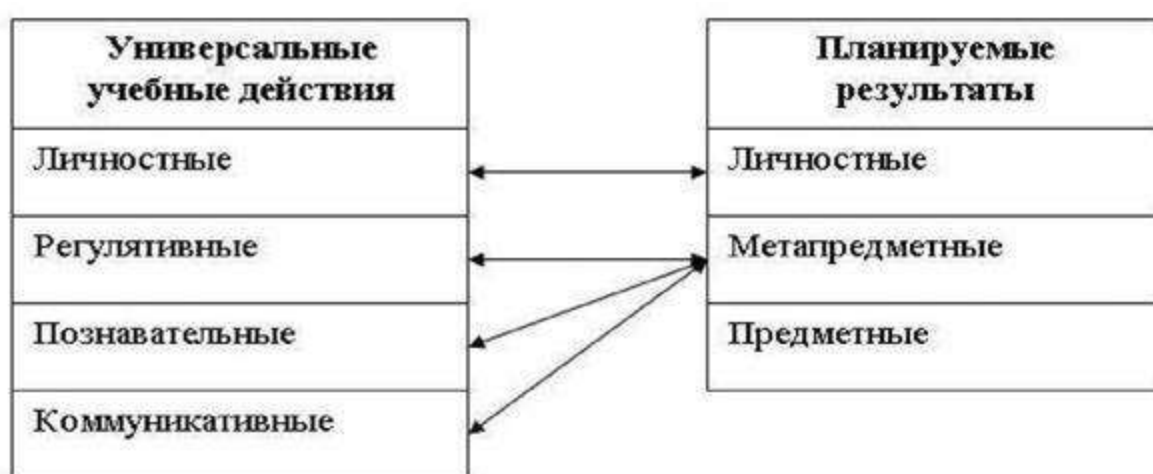 Универсальные
учебные действия
Личностные
Регулятивные
Познавательные
Коммуникативные
Планируемые
результаты
Личностные
Метапредметные
Предметные